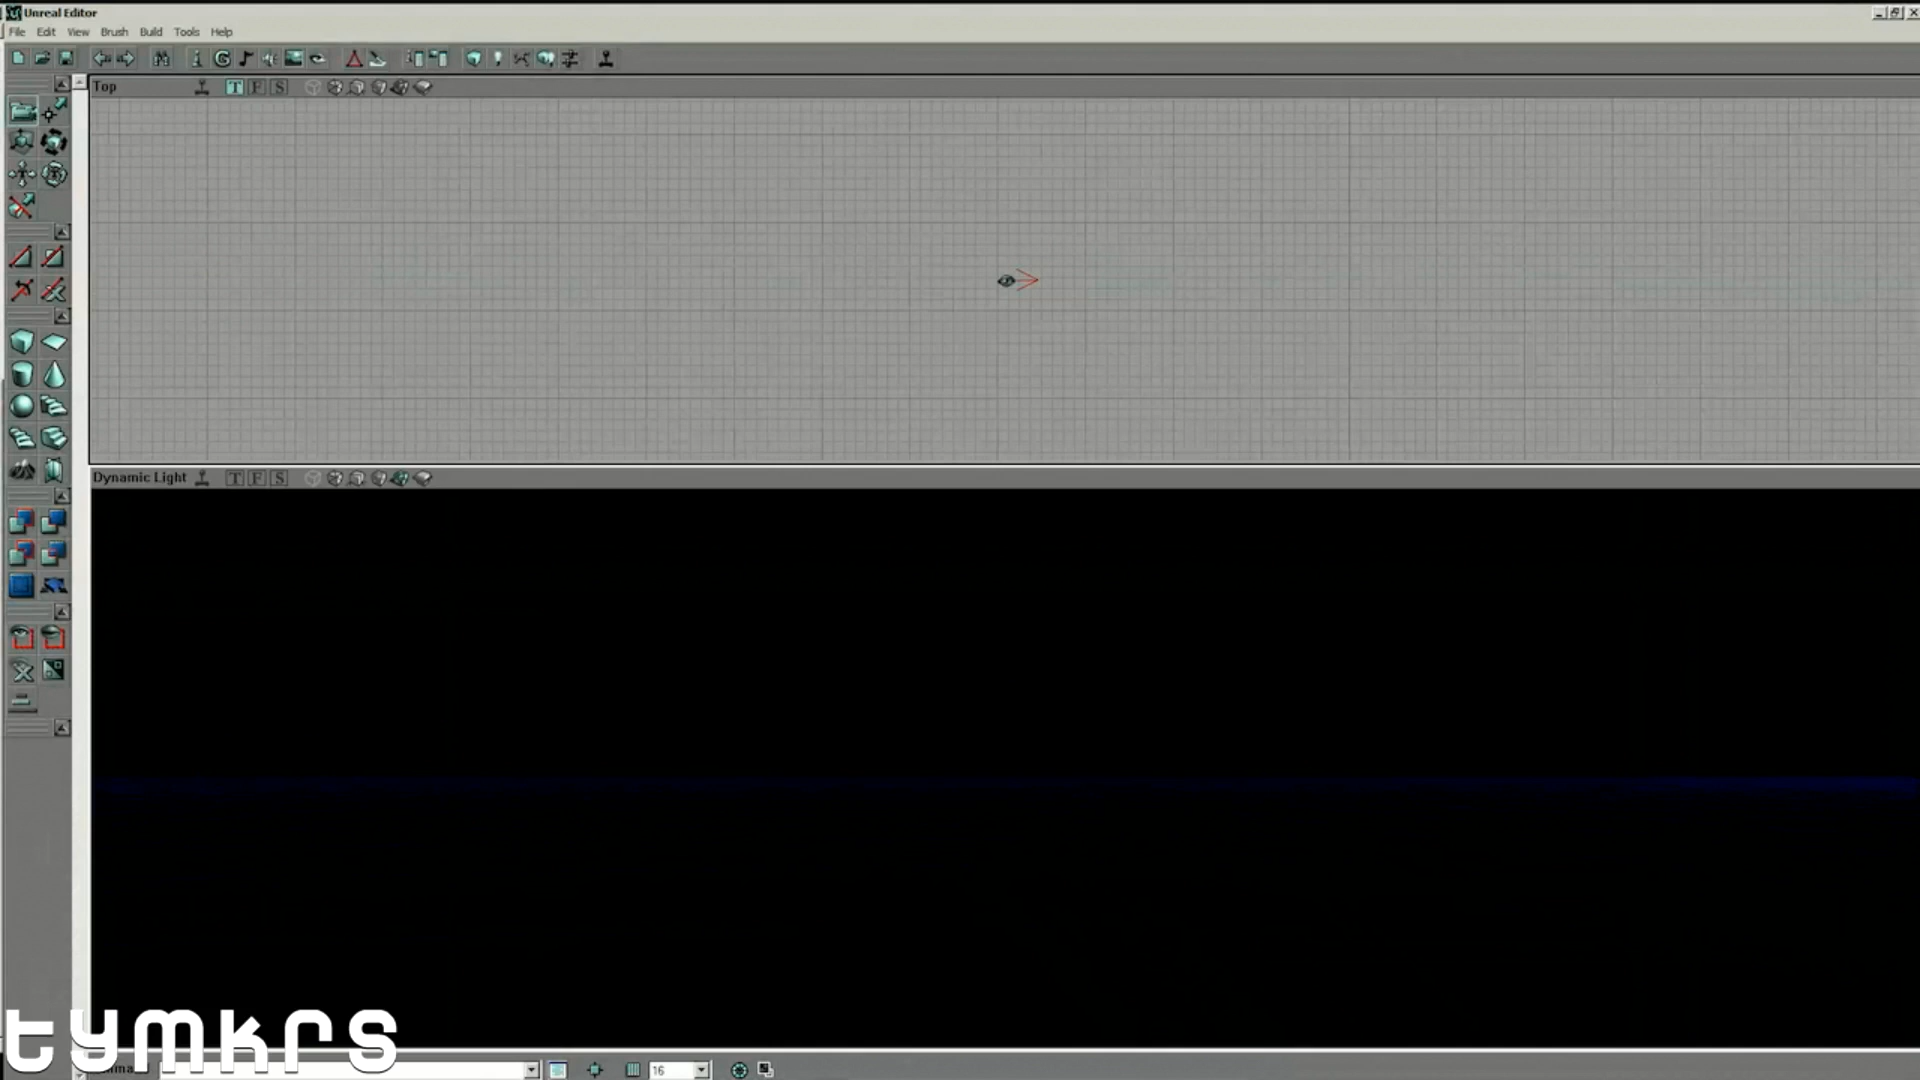 Unreal Editor
File Edit View Brush Build Tools Help
Top T F S
Dynamic Light T F S
tymkrs
16